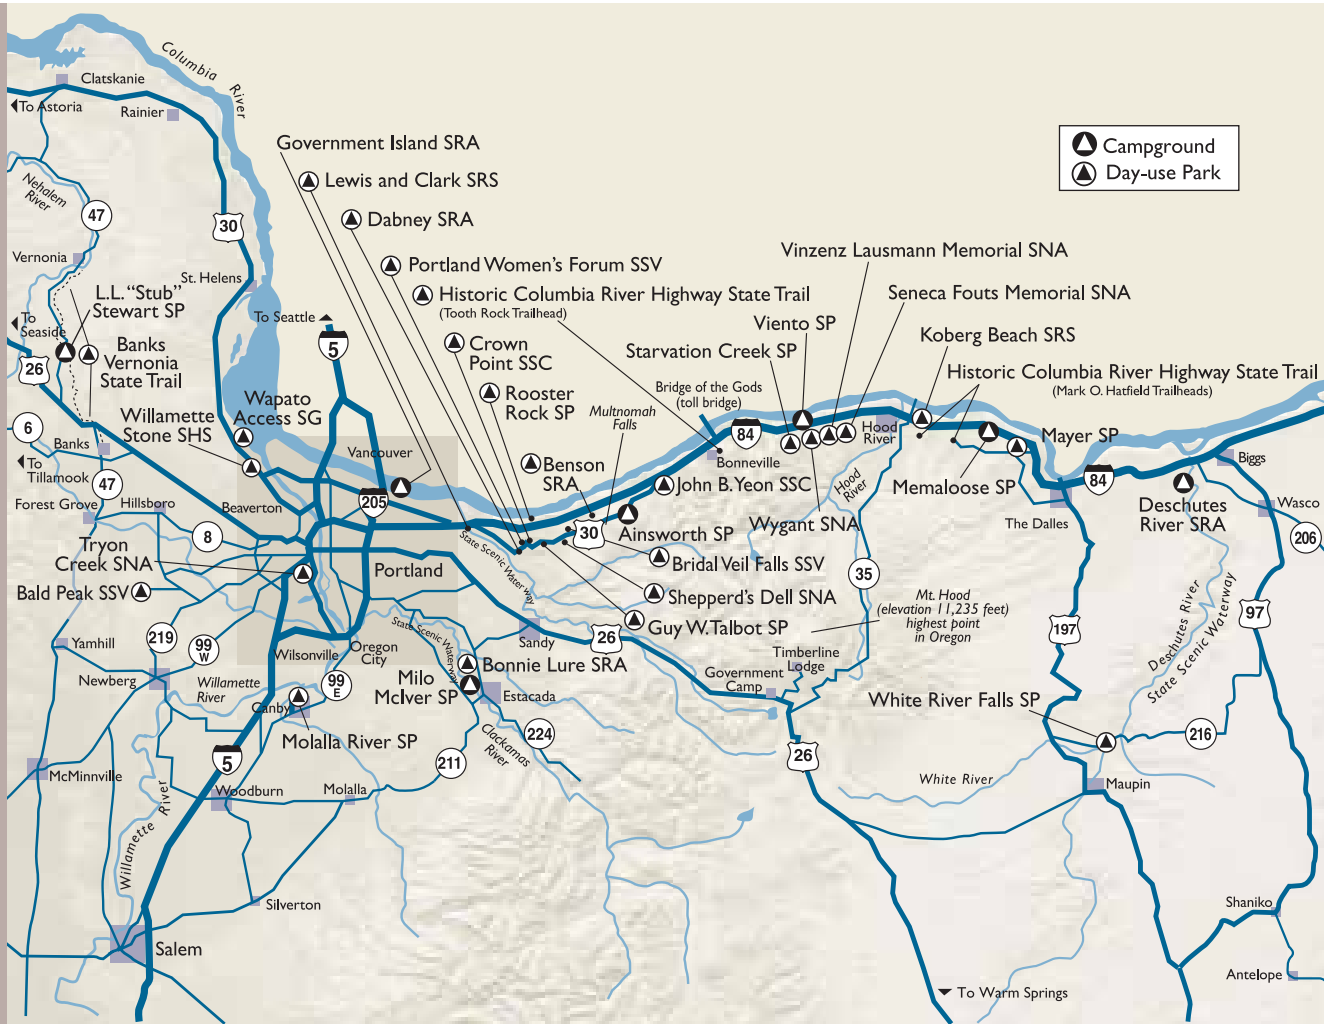 Columbia
River
Clatskanie
To Astoria
Rainier
Government Island SRA
Campground
Day-use Park
Lewis and Clark SRS
Nehalem
River
47
30
Dabney SRA
Vernonia
Portland Women's Forum SSV
Vinzenz Lausmann Memorial SNA
St. Helens
L.L. "Stub"
Stewart SP
Historic Columbia River Highway State Trail
(Tooth Rock Trailhead)
Seneca Fouts Memorial SNA
To
Seaside
To Seattle
5
Viento SP
Crown
Point SSC
Starvation Creek SP
Koberg Beach SRS
26
Banks
Vernonia
State Trail
Historic Columbia River Highway State Trail
(Mark O. Hatfield Trailheads)
Rooster
Rock SP
Bridge of the Gods
(toll bridge)
Wapato
Access SG
Willamette
Stone SHS
Multnomah
Falls
6
Banks
84
Hood
River
Mayer SP
Vancouver
Bonneville
Biggs
To
Tillamook
Benson
SRA
47
John B. Yeon SSC
Hood
River
Memaloose SP
84
Deschutes
River SRA
Wasco
Forest Grove
Hillsboro
Beaverton
205
The Dalles
Ainsworth SP
Wygant SNA
30
8
State Scenic Waterway
206
Tryon
Creek SNA
Bridal Veil Falls SSV
Portland
35
Bald Peak SSV
Shepperd's Dell SNA
Mt. Hood
(elevation 11,235 feet)
highest point
in Oregon
97
Guy W. Talbot SP
197
Deschutes River
State Scenic Waterway
219
99
W
State Scenic Waterway
Sandy
26
Yamhill
Wilsonville
Oregon
City
Timberline
Lodge
Bonnie Lure SRA
Newberg
Willamette
River
99
E
Milo
McIver SP
Government
Camp
Estacada
White River Falls SP
Canby
Molalla River SP
224
216
Clackamas
River
26
5
211
McMinnville
White River
Maupin
Woodburn
Molalla
Willamette River
Silverton
Shaniko
Salem
Antelope
To Warm Springs